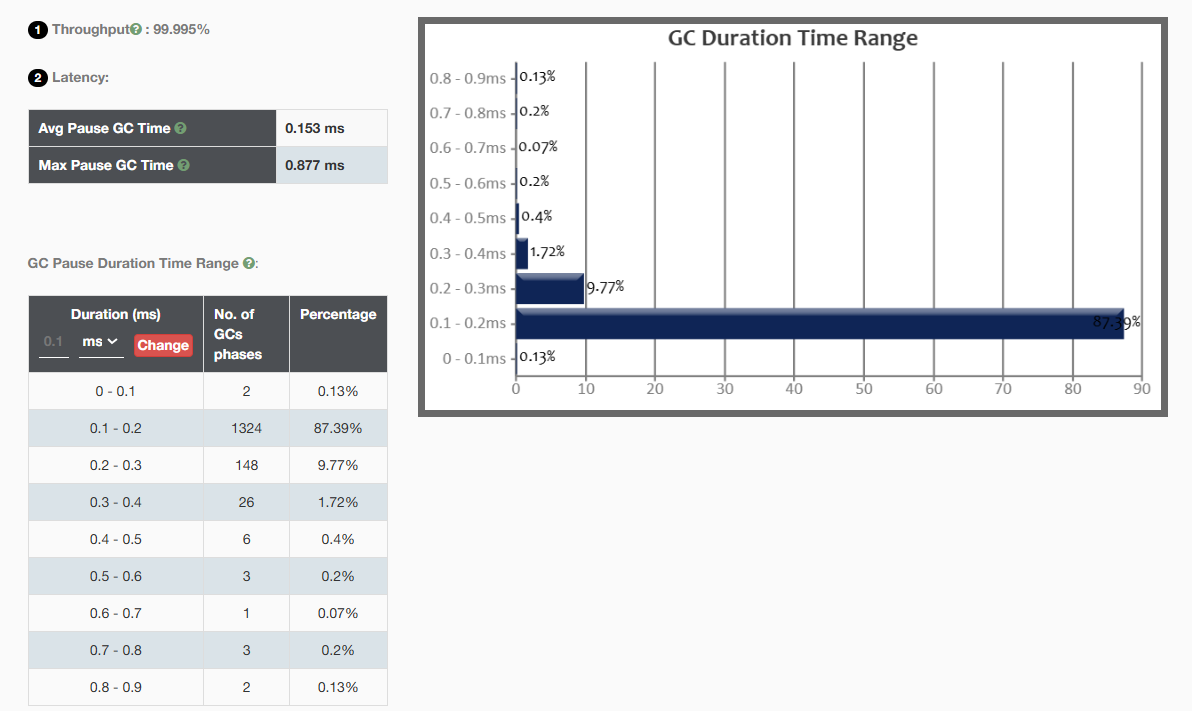 1 Throughput? : 99.995%
2 Latency:
Avg Pause GC Time ? 0.153 ms
Max Pause GC Time ? 0.877 ms
GC Pause Duration Time Range ?:
Duration (ms) No. of GCs phases Percentage
0.1 ms Change
0 - 0.1 2 0.13%
0.1 - 0.2 1324 87.39%
0.2 - 0.3 148 9.77%
0.3 - 0.4 26 1.72%
0.4 - 0.5 6 0.4%
0.5 - 0.6 3 0.2%
0.6 - 0.7 1 0.07%
0.7 - 0.8 3 0.2%
0.8 - 0.9 2 0.13%
GC Duration Time Range
0.8 - 0.9ms 0.13%
0.7 - 0.8ms 0.2%
0.6 - 0.7ms 0.07%
0.5 - 0.6ms 0.2%
0.4 - 0.5ms 0.4%
0.3 - 0.4ms 1.72%
0.2 - 0.3ms 9.77%
0.1 - 0.2ms 87.39%
0 - 0.1ms 0.13%
0 10 20 30 40 50 60 70 80 90